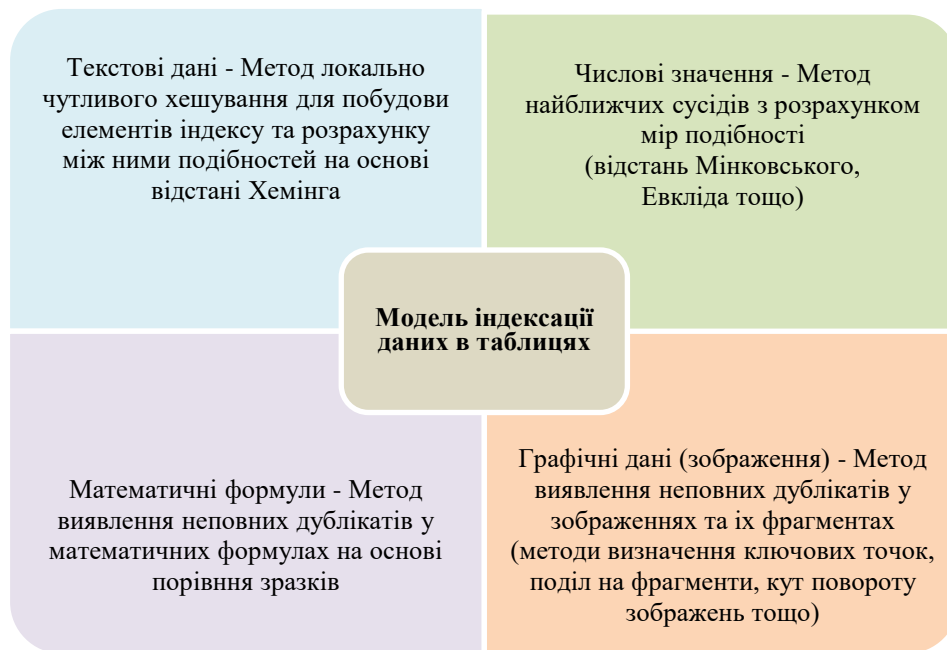 Текстові дані - Метод локально
чутливого хешування для побудови
елементів індексу та розрахунку
між ними подібностей на основі
відстані Хемінга
Числові значення - Метод
найближчих сусідів з розрахунком
мір подібності
(відстань Мінковського,
Евкліда тощо)
Модель індексації
даних в таблицях
Математичні формули - Метод
виявлення неповних дублікатів у
математичних формулах на основі
порівння зразків
Графічні дані (зображення) - Метод
виявлення неповних дублікатів у
зображеннях та іх фрагментах
(методи визначення ключових точок,
поділ на фрагменти, кут повороту
зображень тощо)